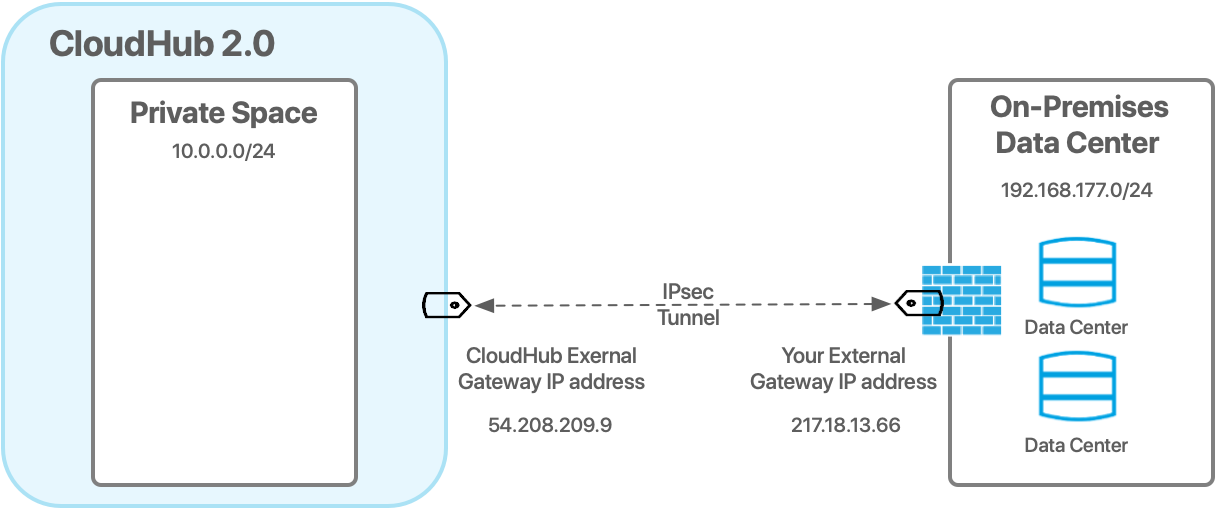 CloudHub 2.0
Private Space
10.0.0.0/24
On-Premises
Data Center
192.168.177.0/24
IPsec
Tunnel
CloudHub Exernal
Gateway IP address
54.208.209.9
Your External
Gateway IP address
217.18.13.66
Data Center
Data Center